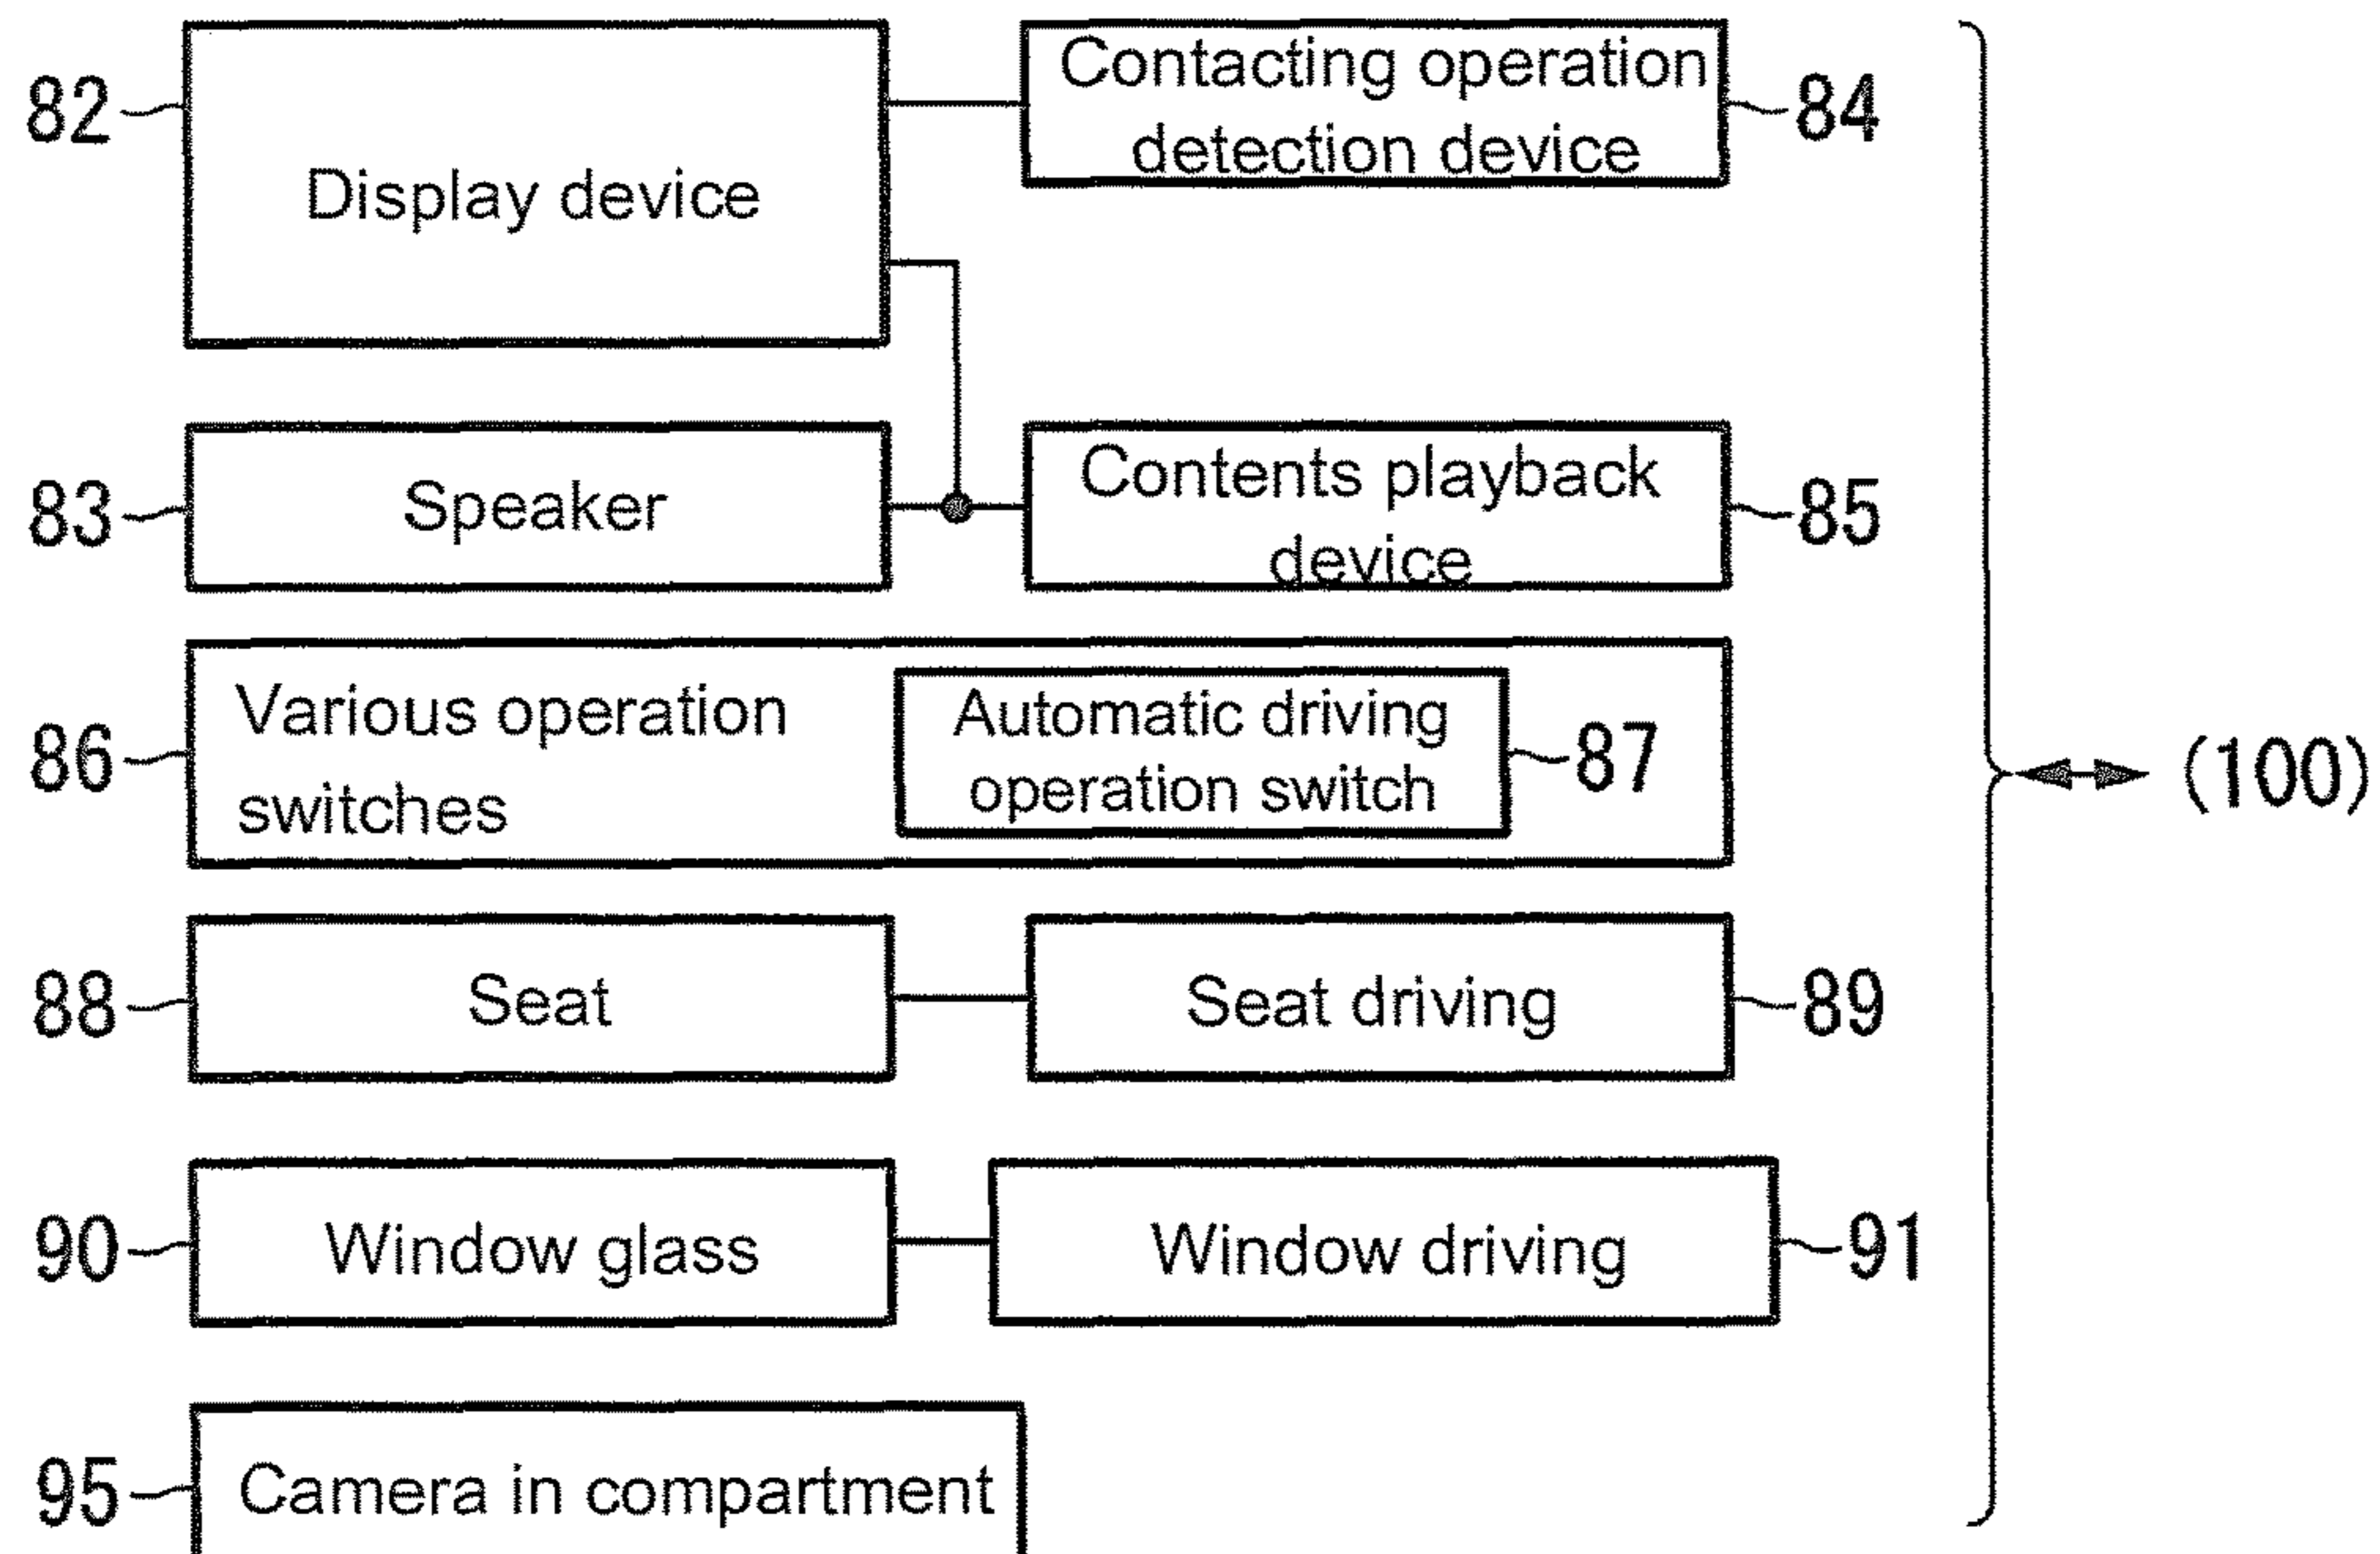 82
Display device
Contacting operation
detection device
84
83
Speaker
Contents playback
device
85
86
Various operation
switches
Automatic driving
operation switch
87
88
Seat
Seat driving
89
90
Window glass
Window driving
91
95
Camera in compartment
(100)